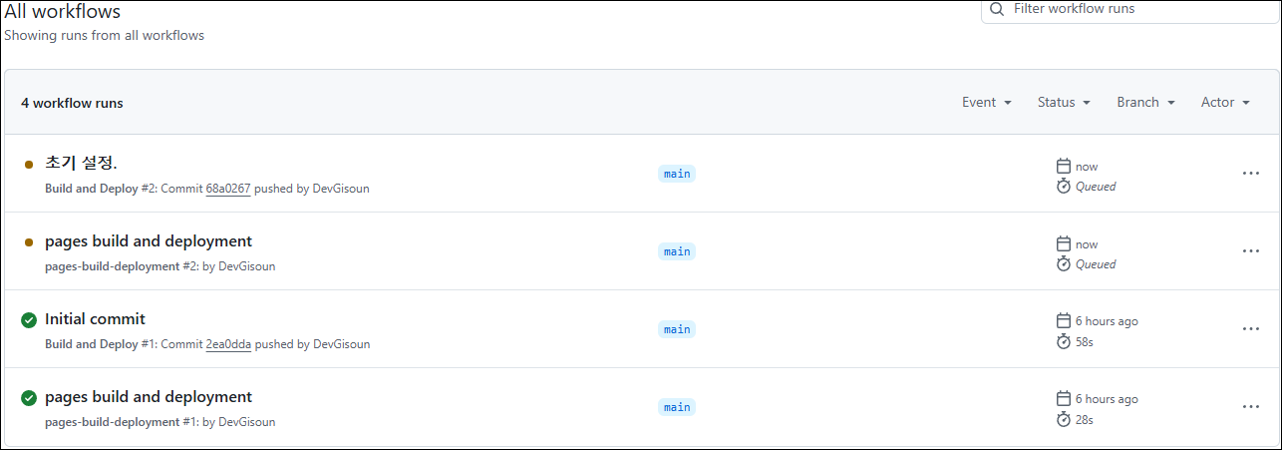 All workflows
Filter workflow runs
Showing runs from all workflows
4 workflow runs
Event Status Branch Actor
초기 설정.
Build and Deploy #2: Commit 68a0267 pushed by DevGisoun
main
now
Queued
pages build and deployment
pages-build-deployment #2: by DevGisoun
main
now
Queued
Initial commit
Build and Deploy #1: Commit 2ea0dda pushed by DevGisoun
main
6 hours ago
58s
pages build and deployment
pages-build-deployment #1: by DevGisoun
main
6 hours ago
28s